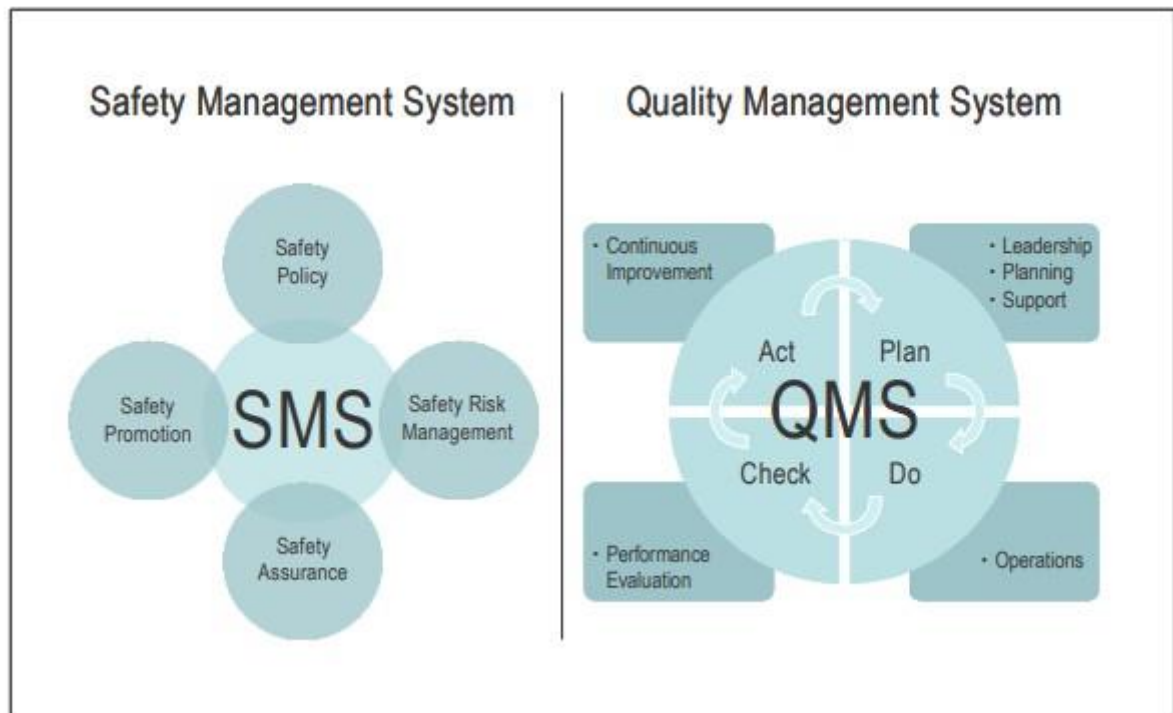 Safety Management System
Safety
Policy
Safety
Promotion
SMS
Safety Risk
Management
Safety
Assurance
Quality Management System
• Continuous
Improvement
• Leadership
• Planning
• Support
Act
Plan
QMS
Check
Do
• Performance
Evaluation
• Operations